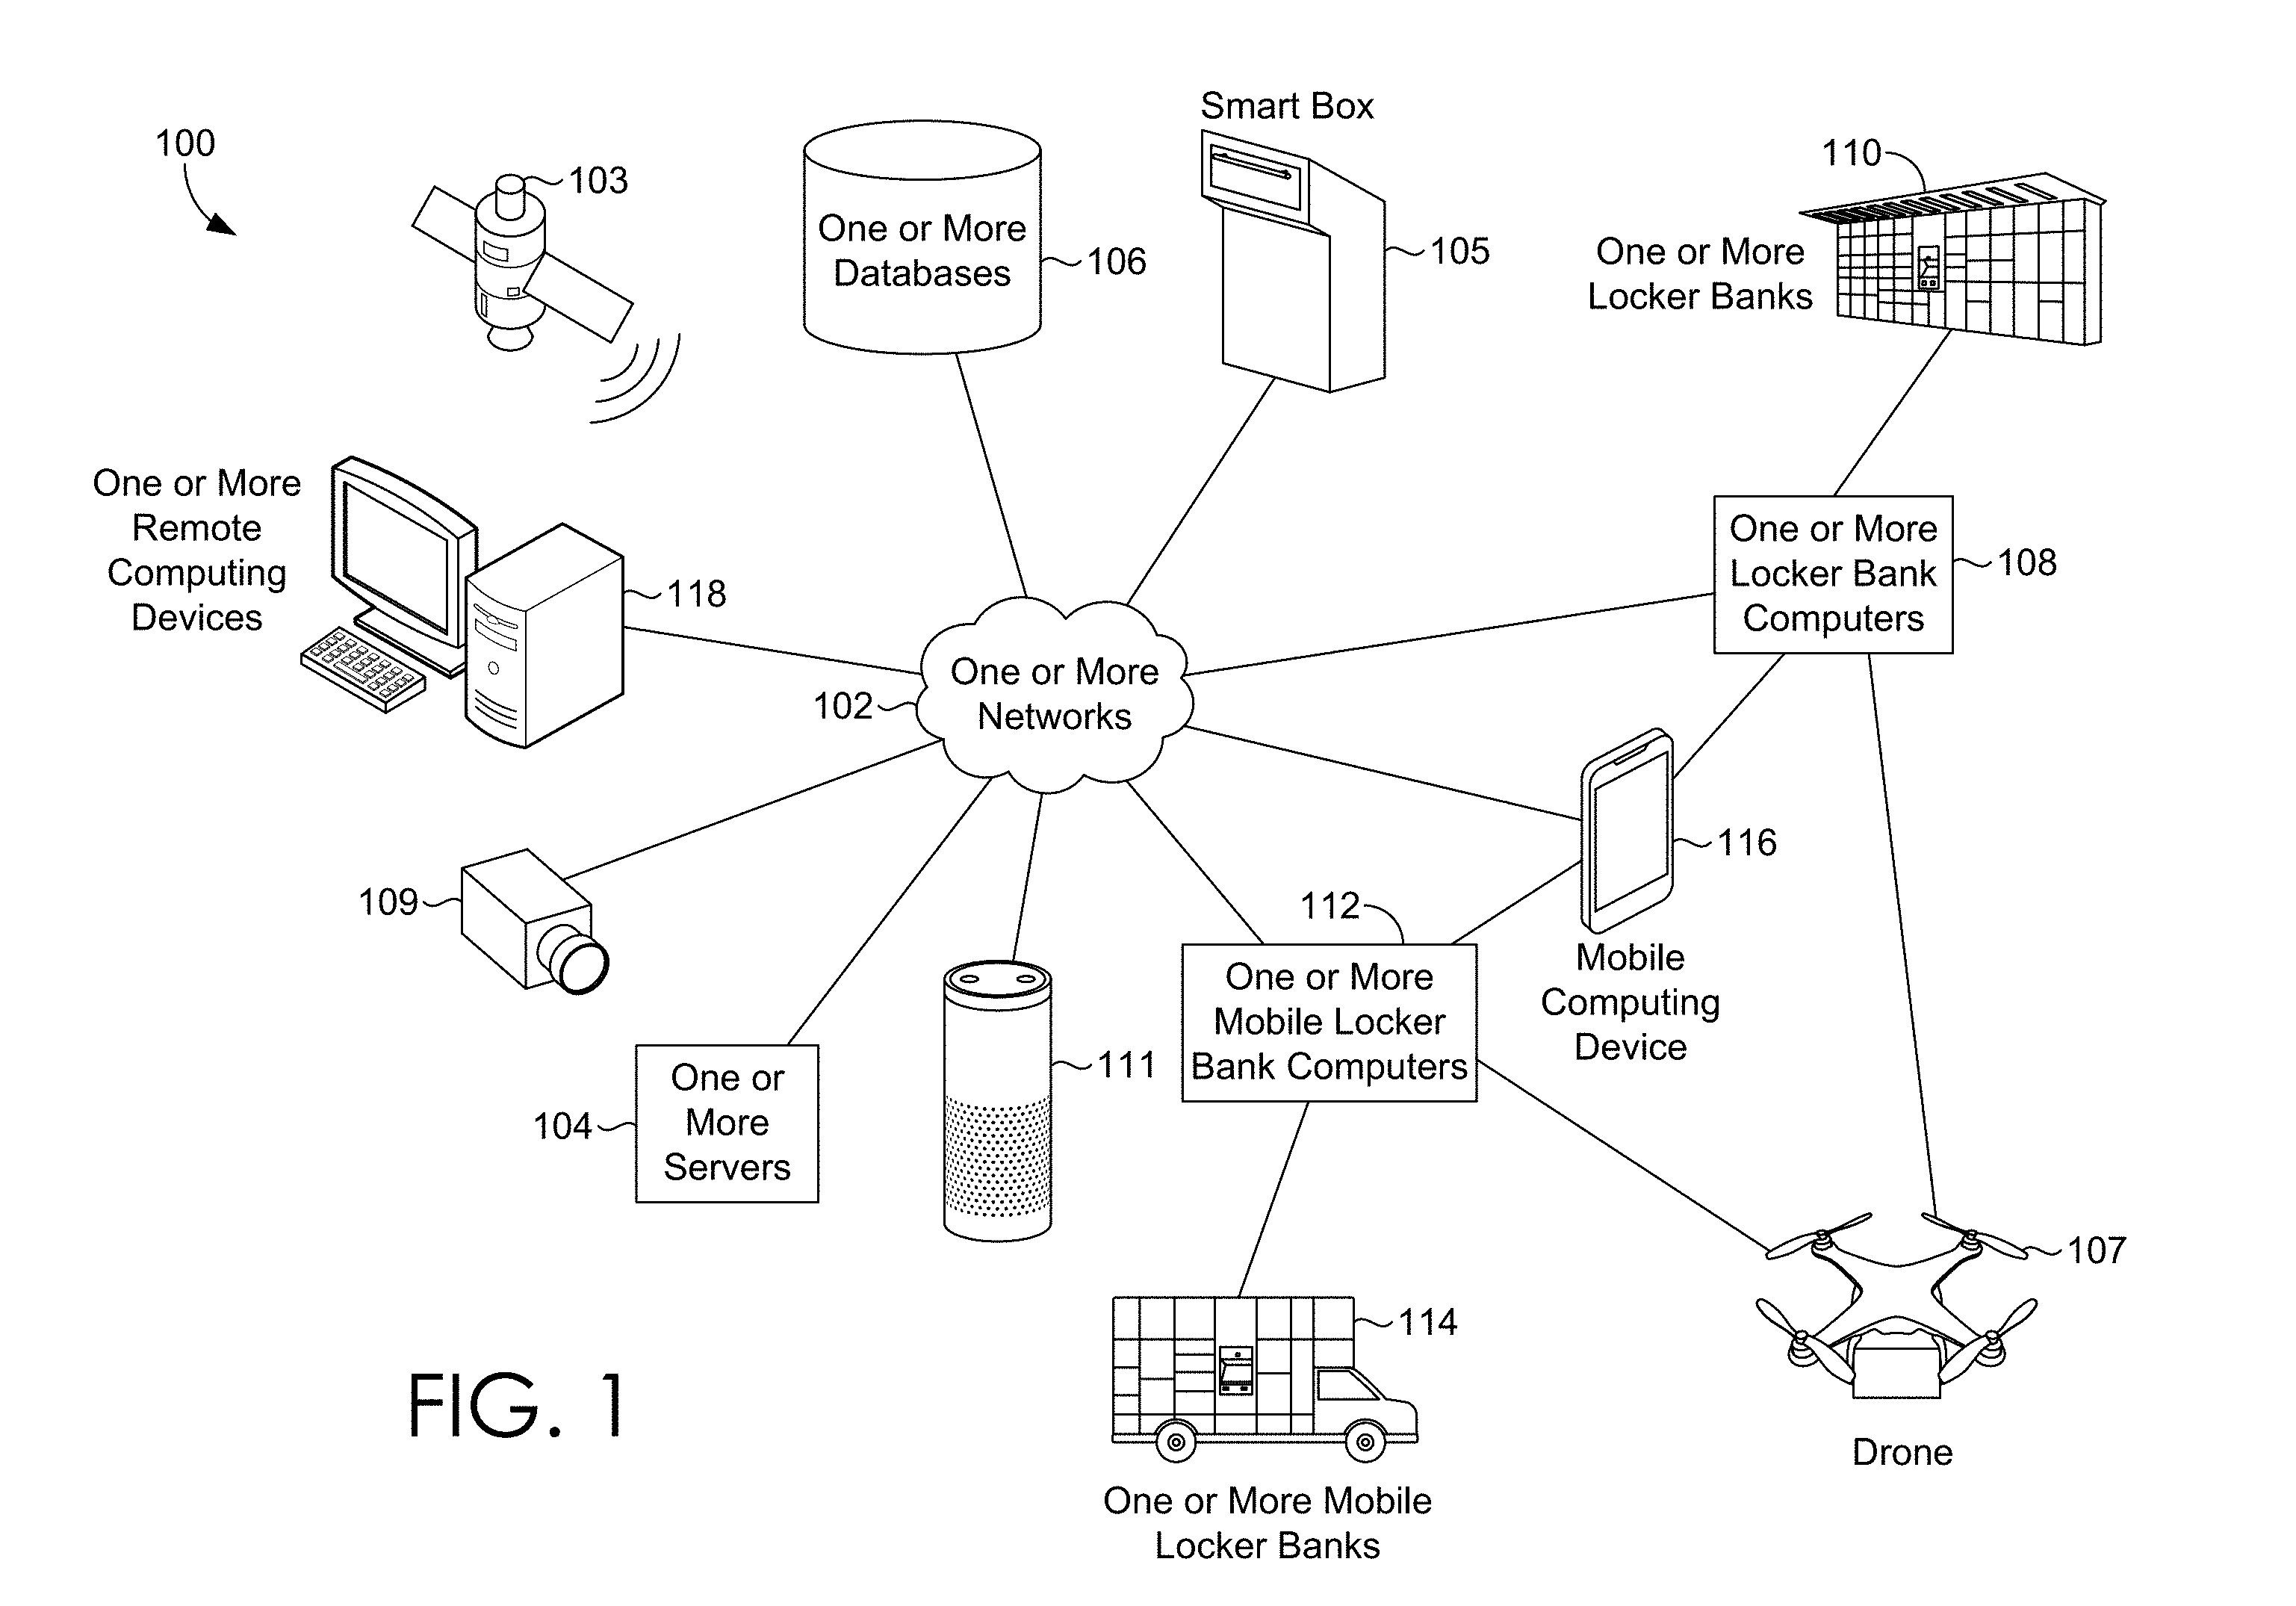 100
103
One or More
Databases
106
Smart Box
105
110
One or More
Locker Banks
One or More
Remote
Computing
Devices
118
One or More
Locker Bank
Computers
108
One or More
Networks
102
109
116
Mobile
Computing
Device
112
One or More
Mobile Locker
Bank Computers
104
One or
More
Servers
111
107
Drone
114
One or More Mobile
Locker Banks
FIG. 1